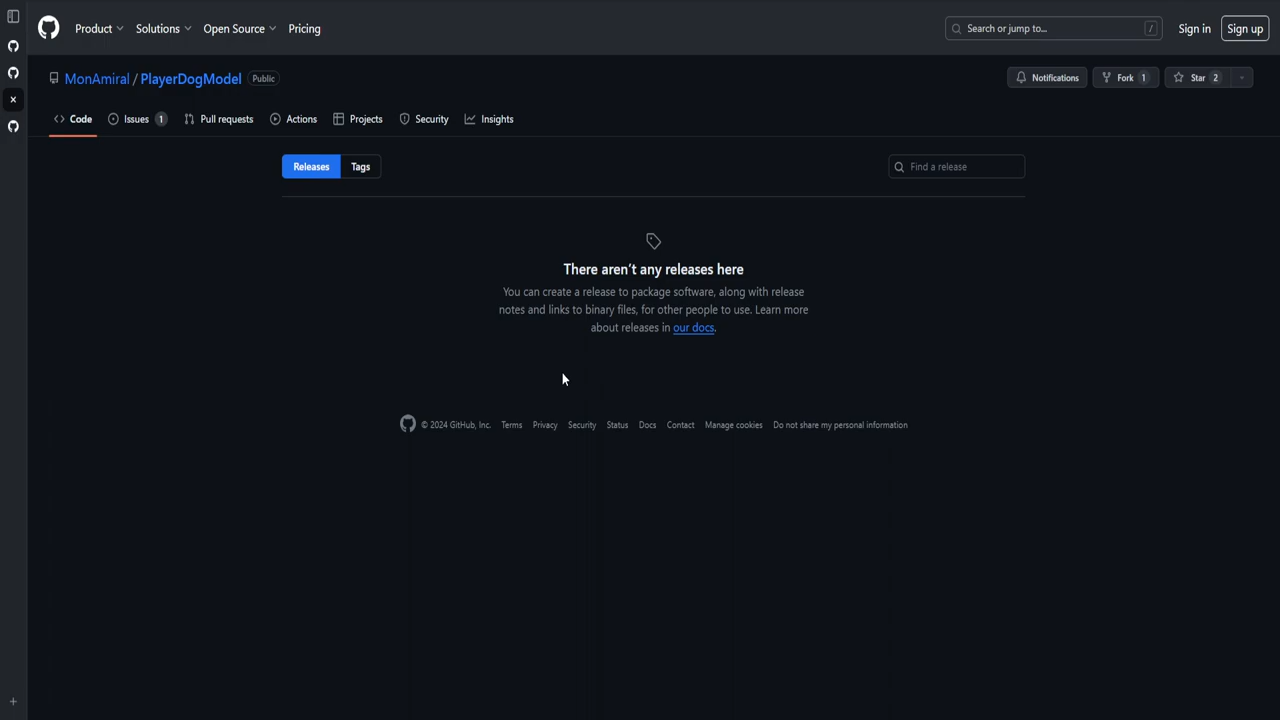 Product Solutions Open Source Pricing Search or jump to... / Sign in Sign up
MonAmiral / PlayerDogModel Public Notifications Fork 1 Star 2
Code Issues 1 Pull requests Actions Projects Security Insights
Releases Tags Find a release
There aren't any releases here
You can create a release to package software, along with release
notes and links to binary files, for other people to use. Learn more
about releases in our docs.
© 2024 GitHub, Inc. Terms Privacy Security Status Docs Contact Manage cookies Do not share my personal information